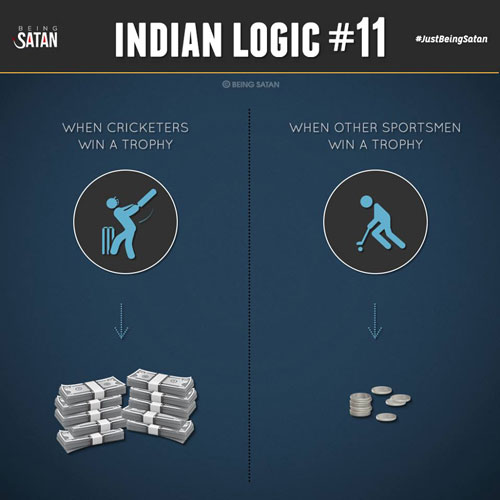 BEING
SATAN
INDIAN LOGIC #11
#JustBeingSatan
© BEING SATAN
WHEN CRICKETERS
WIN A TROPHY
WHEN OTHER SPORTSMEN
WIN A TROPHY